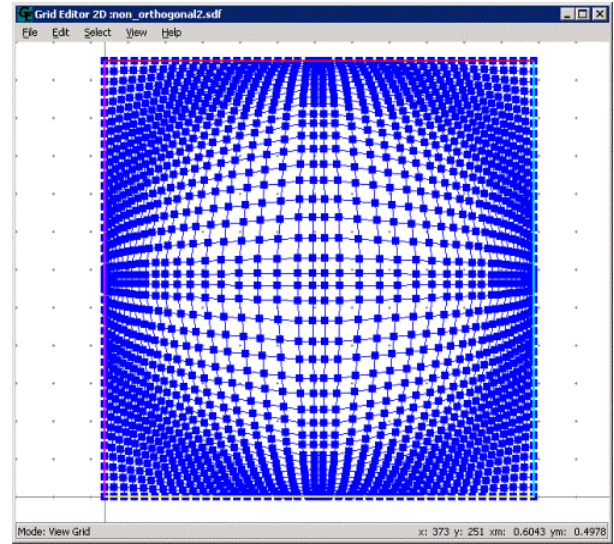 Grid Editor 2D :non_orthogonal2.sdf
File Edit Select View Help
Mode: View Grid x: 373 y: 251 xm: 0.6043 ym: 0.4978